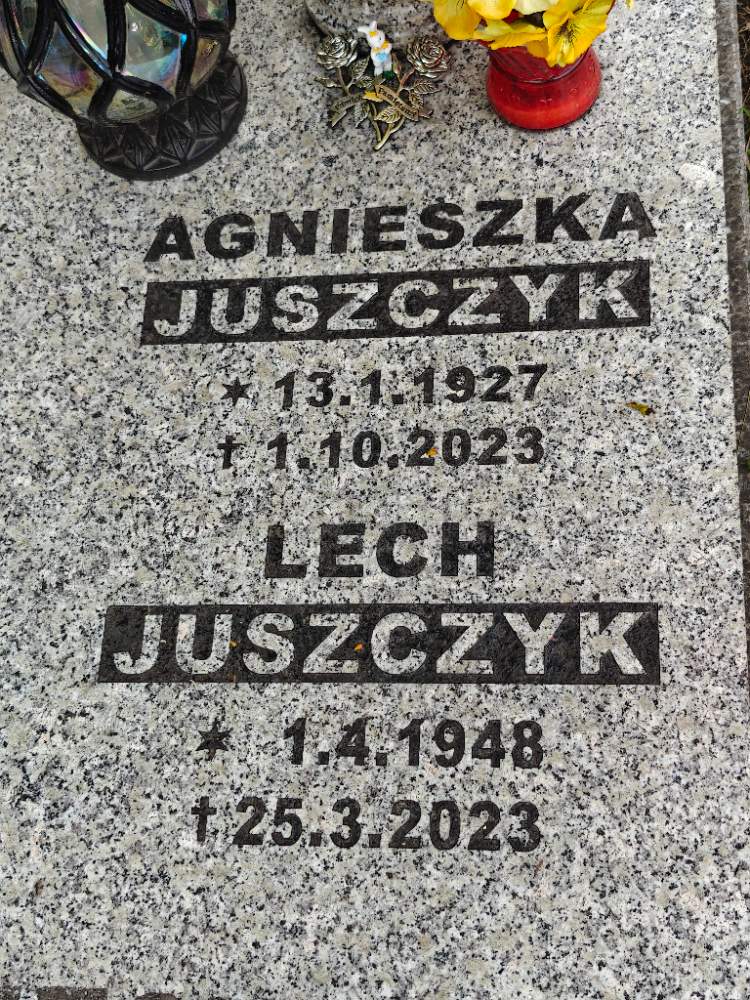 AGNIESZKA
JUSZCZYK
* 13.1.1927
† 1.10.2023
LECH
JUSZCZYK
* 1.4.1948
† 25.3.2023